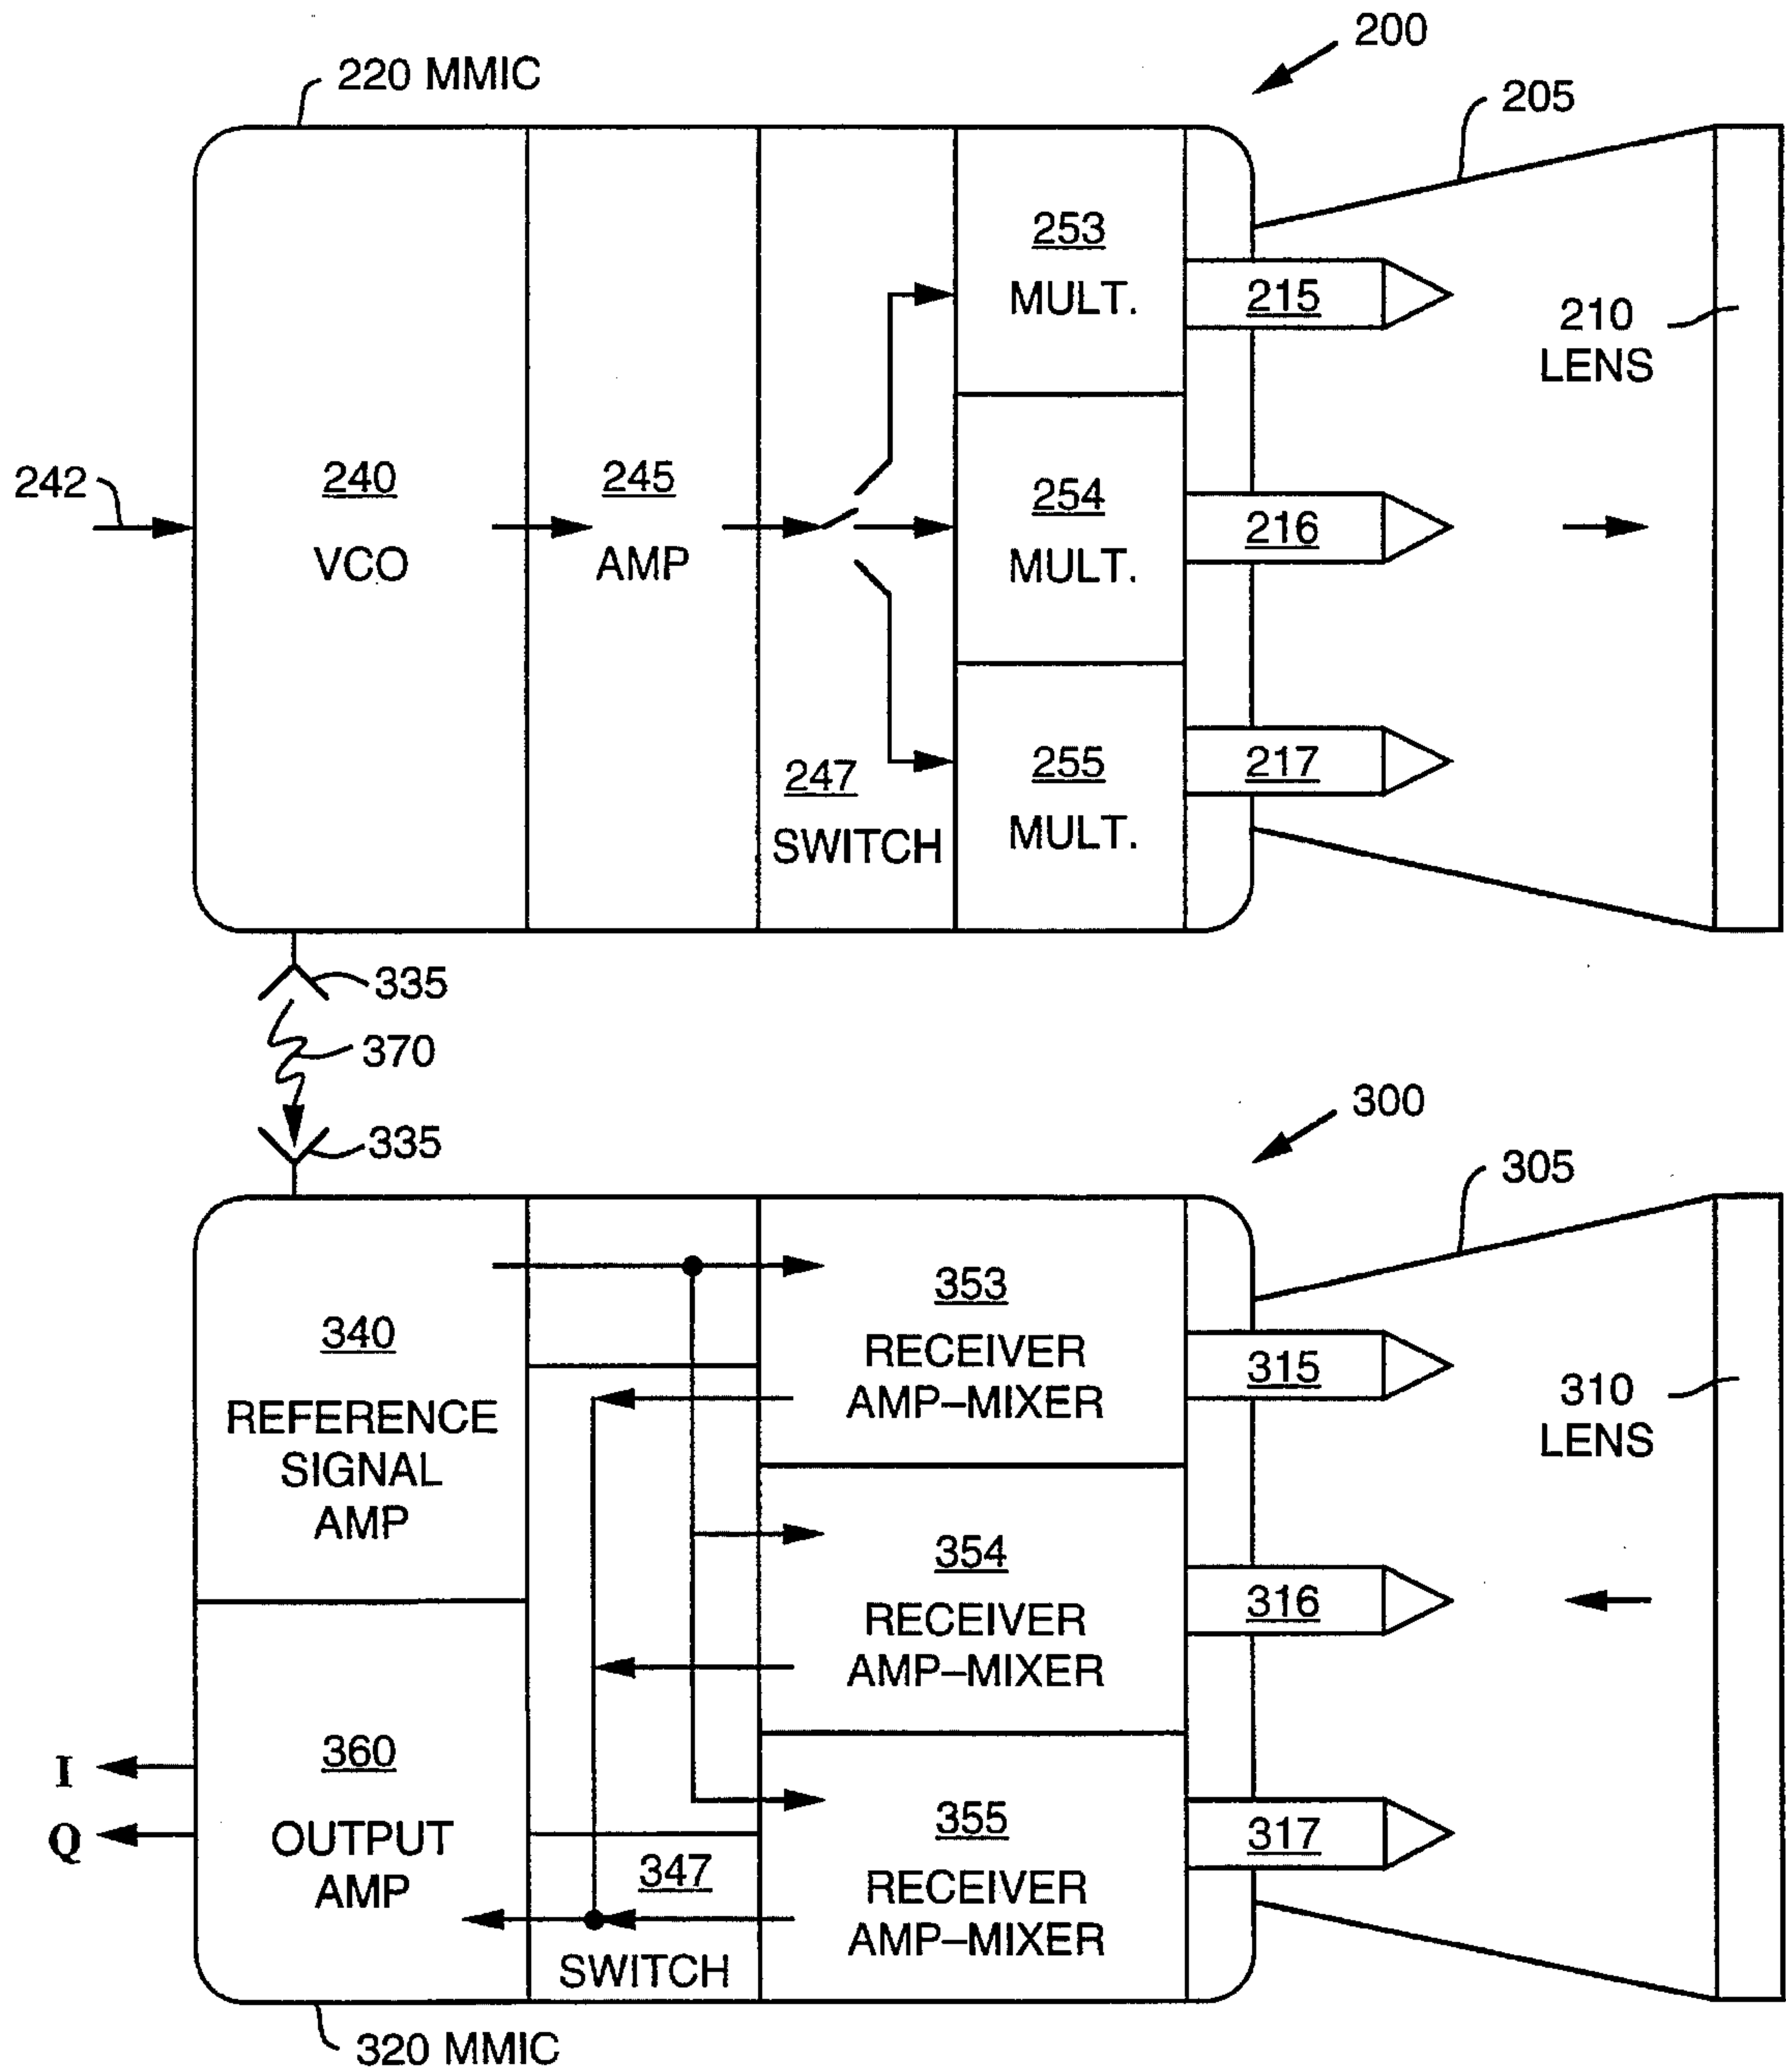 200
220 MMIC
205
253
MULT.
215
210
LENS
242
240
VCO
245
AMP
254
MULT.
216
247
SWITCH
255
MULT.
217
335
370
335
300
305
353
RECEIVER
AMP–MIXER
315
310
LENS
340
REFERENCE
SIGNAL
AMP
354
RECEIVER
AMP–MIXER
316
I
Q
360
OUTPUT
AMP
347
SWITCH
355
RECEIVER
AMP–MIXER
317
320 MMIC